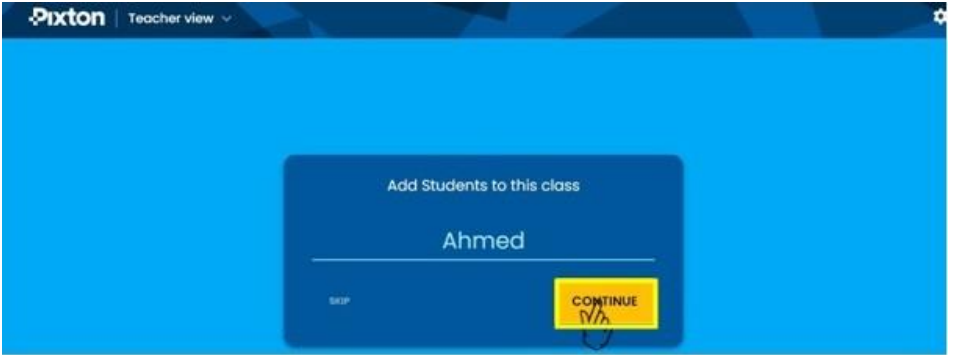 Pixton | Teacher view
Add Students to this class
Ahmed
SKIP
CONTINUE